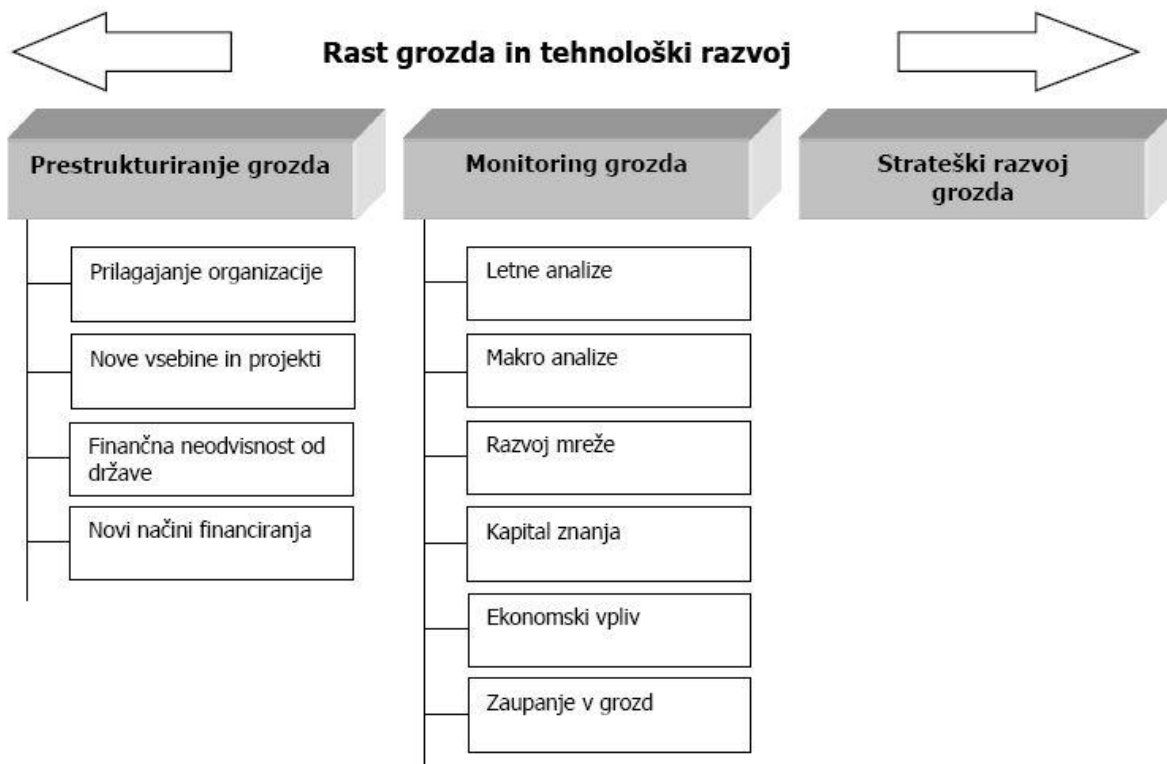 Rast grozda in tehnološki razvoj
Prestrukturiranje grozda
Prilagajanje organizacije
Nove vsebine in projekti
Finančna neodvisnost od
države
Novi načini financiranja
Monitoring grozda
Letne analize
Makro analize
Razvoj mreže
Kapital znanja
Ekonomski vpliv
Zaupanje v grozd
Strateški razvoj
grozda